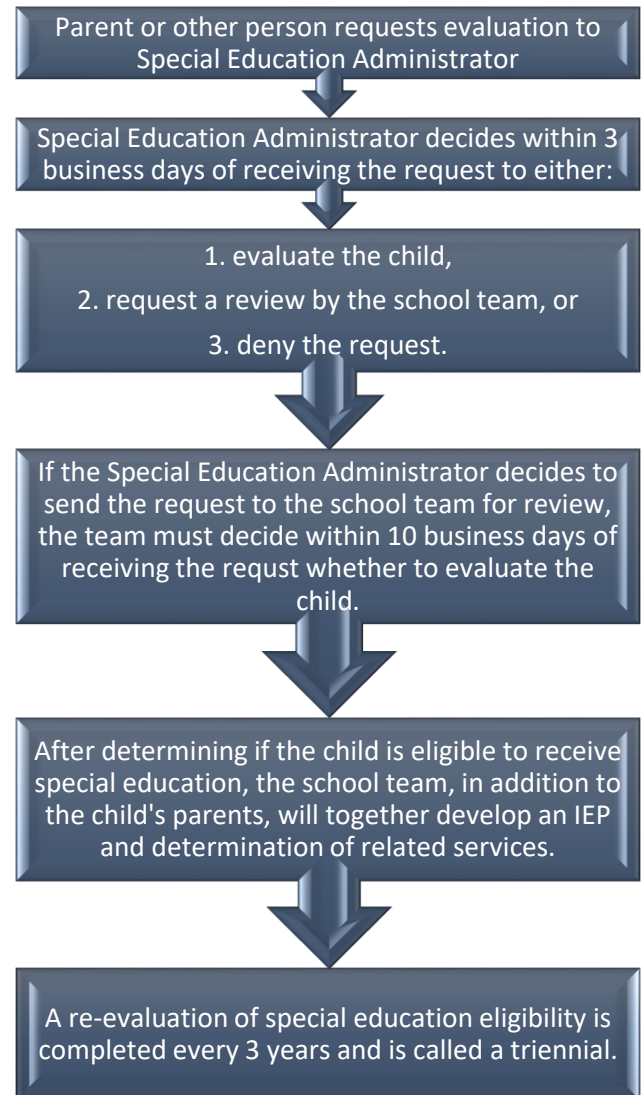 Parent or other person requests evaluation to
Special Education Administrator
Special Education Administrator decides within 3
business days of receiving the request to either:
1. evaluate the child,
2. request a review by the school team, or
3. deny the request.
If the Special Education Administrator decides to
send the request to the school team for review,
the team must decide within 10 business days of
receiving the requst whether to evaluate the
child.
After determining if the child is eligible to receive
special education, the school team, in addition to
the child's parents, will together develop an IEP
and determination of related services.
A re-evaluation of special education eligibility is
completed every 3 years and is called a triennial.